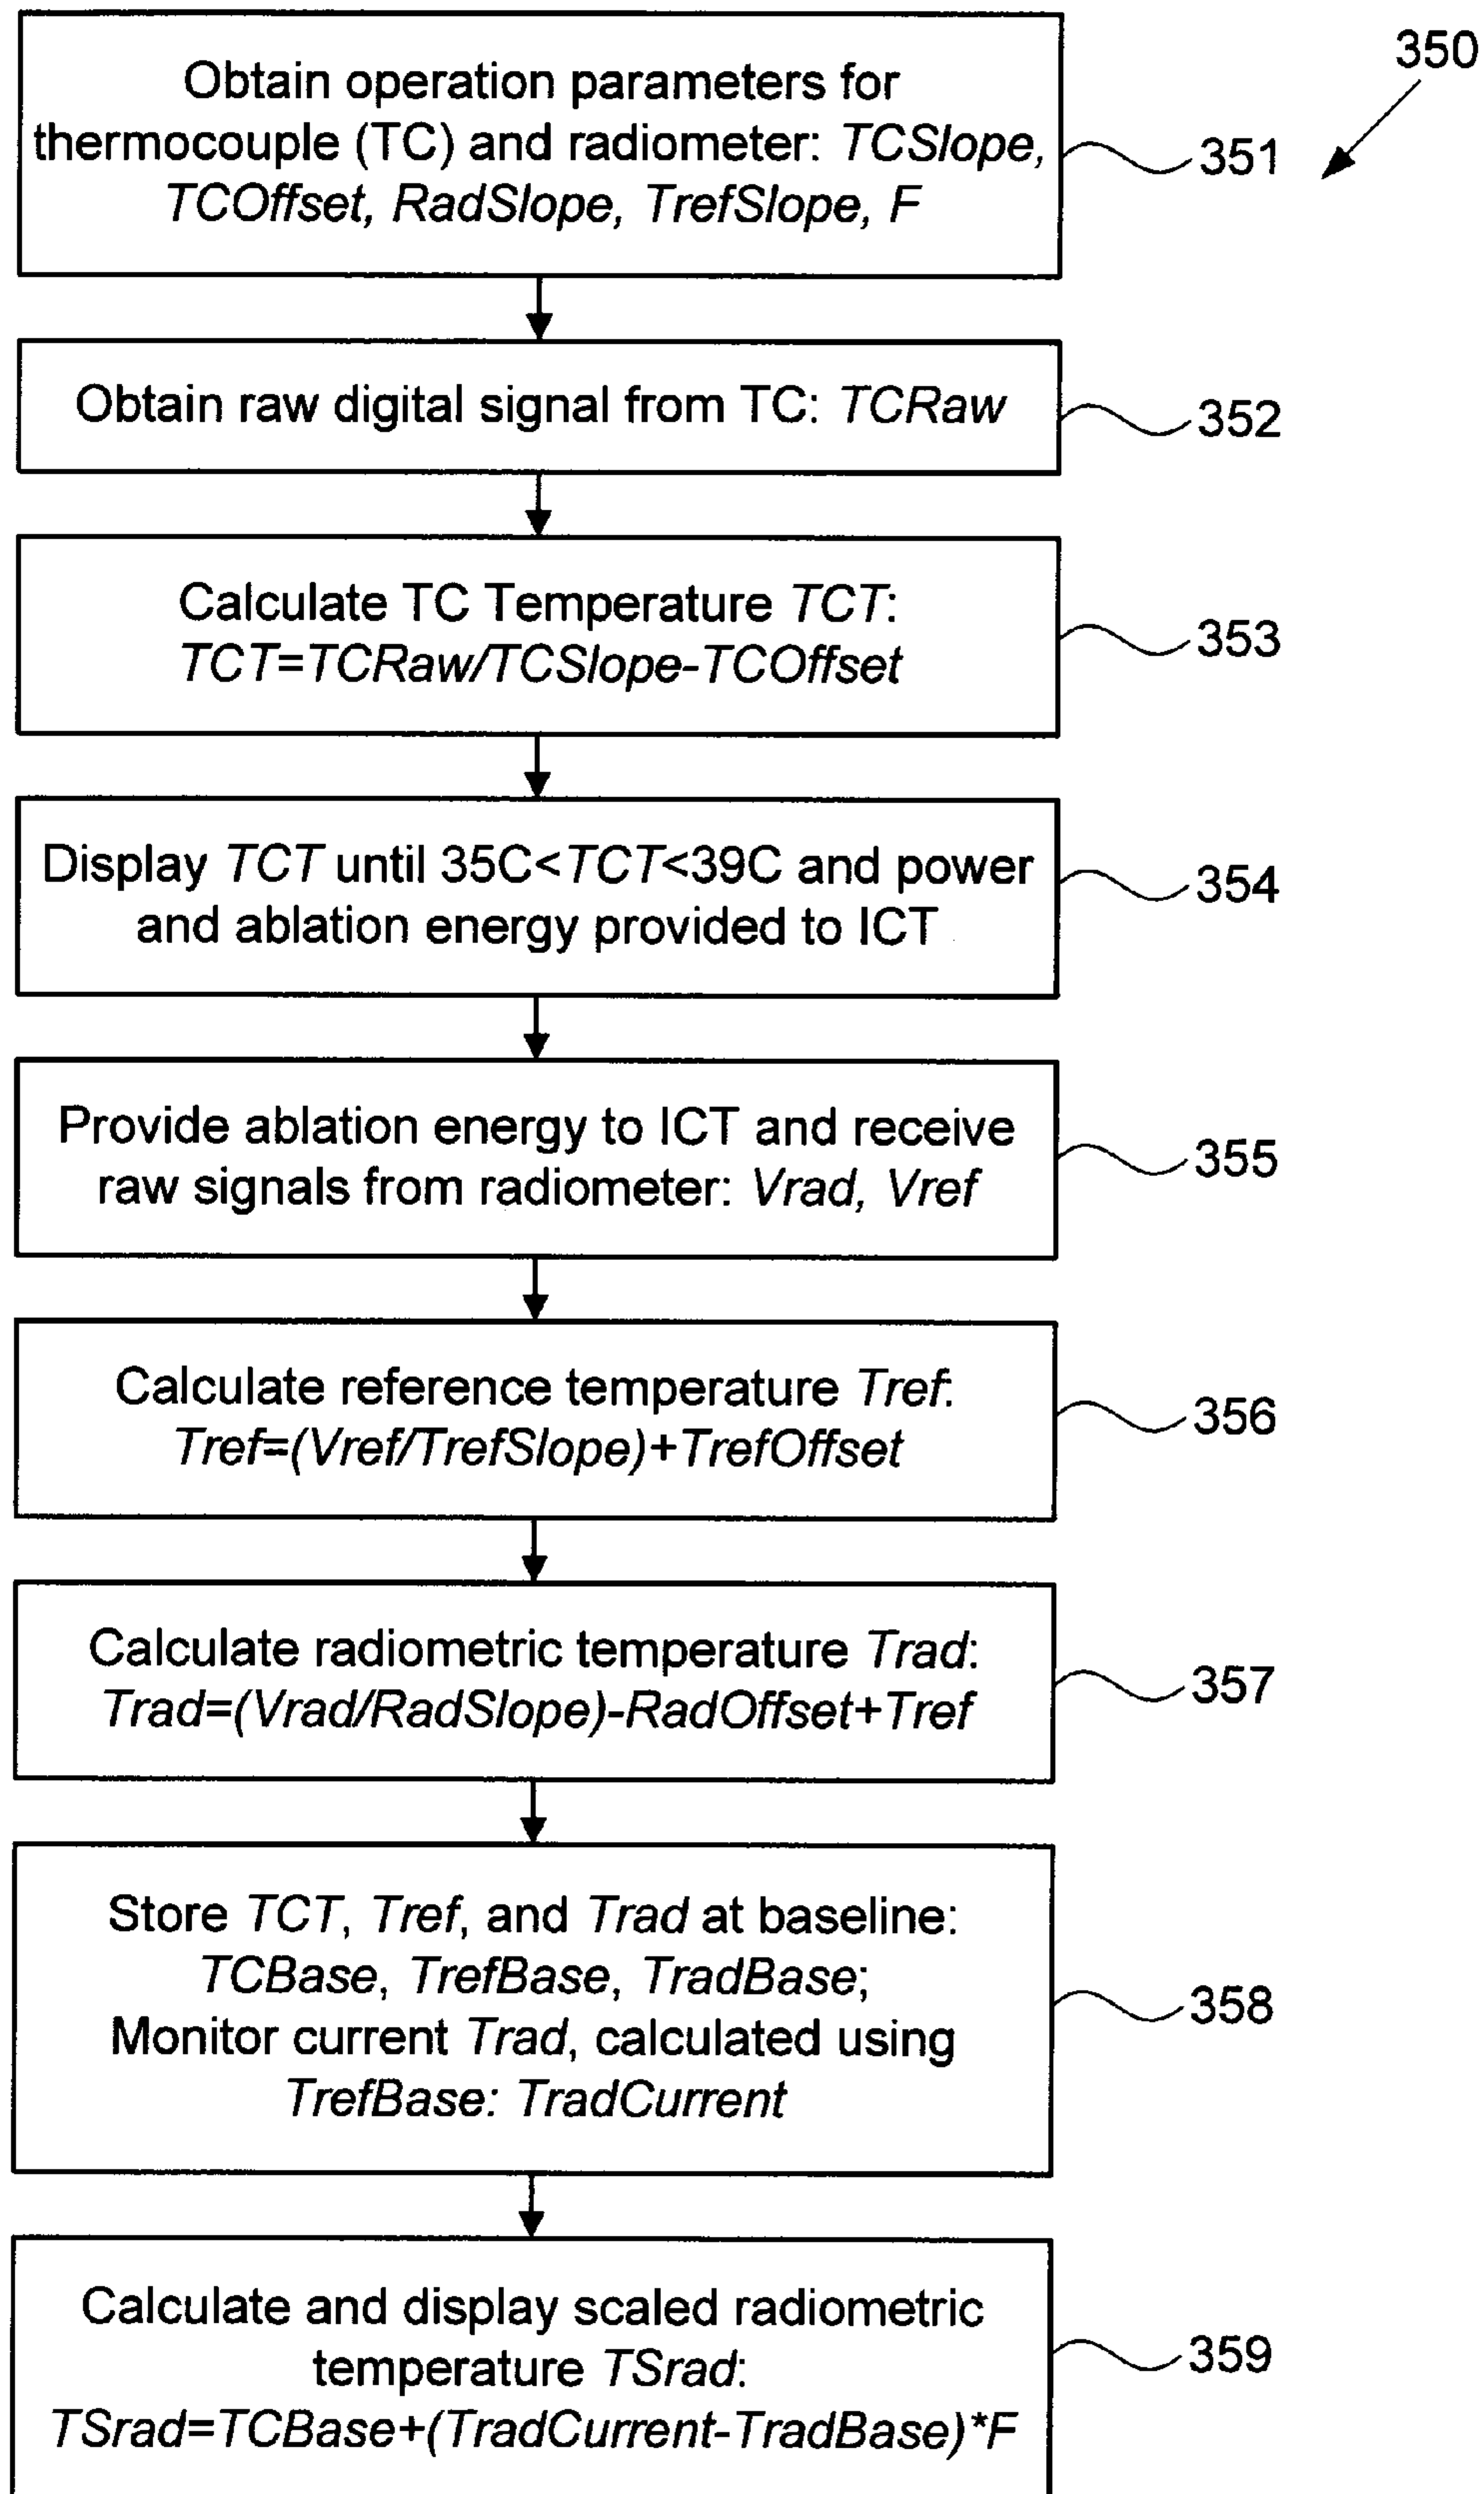 350
Obtain operation parameters for
thermocouple (TC) and radiometer: TCSlope,
TCOffset, RadSlope, TrefSlope, F
351
Obtain raw digital signal from TC: TCRaw
352
Calculate TC Temperature TCT:
TCT=TCRaw/TCSlope-TCOffset
353
Display TCT until 35C<TCT<39C and power
and ablation energy provided to ICT
354
Provide ablation energy to ICT and receive
raw signals from radiometer: Vrad, Vref
355
Calculate reference temperature Tref:
Tref=(Vref/TrefSlope)+TrefOffset
356
Calculate radiometric temperature Trad:
Trad=(Vrad/RadSlope)-RadOffset+Tref
357
Store TCT, Tref, and Trad at baseline:
TCBase, TrefBase, TradBase;
Monitor current Trad, calculated using
TrefBase: TradCurrent
358
Calculate and display scaled radiometric
temperature TSrad:
TSrad=TCBase+(TradCurrent-TradBase)*F
359